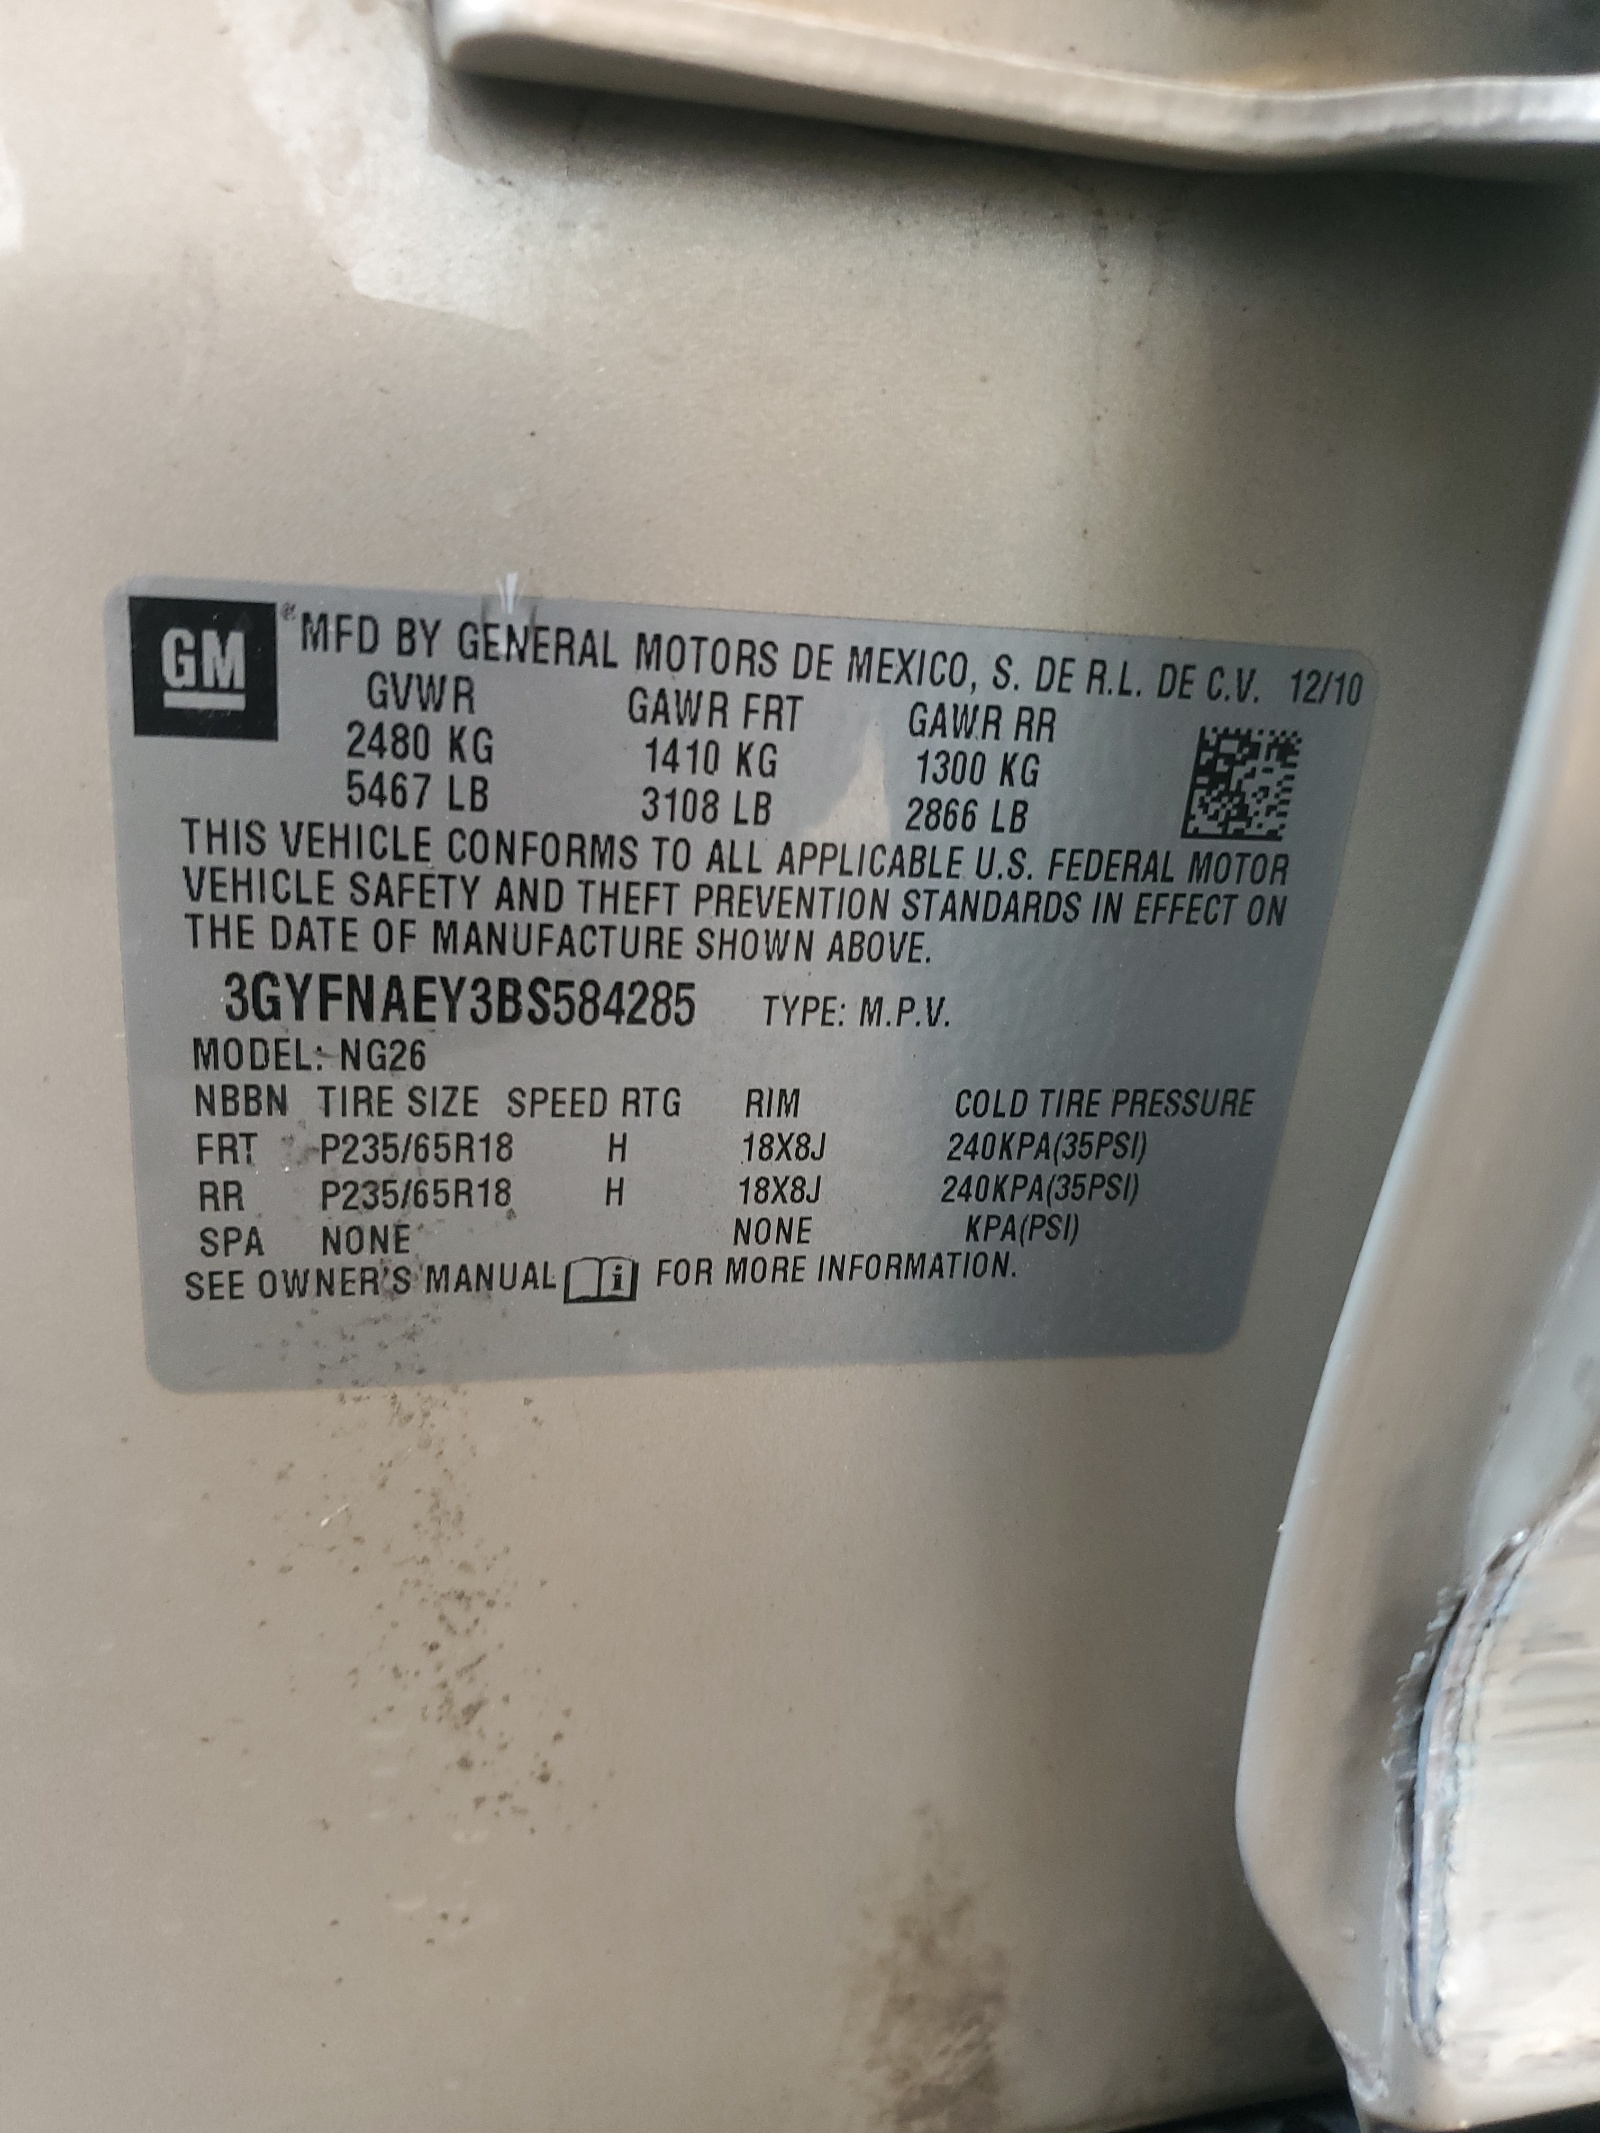 GM ® MFD BY GENERAL MOTORS DE MEXICO, S. DE R.L. DE C.V. 12/10
GVWR GAWR FRT GAWR RR
2480 KG 1410 KG 1300 KG
5467 LB 3108 LB 2866 LB
THIS VEHICLE CONFORMS TO ALL APPLICABLE U.S. FEDERAL MOTOR
VEHICLE SAFETY AND THEFT PREVENTION STANDARDS IN EFFECT ON
THE DATE OF MANUFACTURE SHOWN ABOVE.
3GYFNAEY3BS584285 TYPE: M.P.V.
MODEL: NG26
NBBN TIRE SIZE SPEED RTG RIM COLD TIRE PRESSURE
FRT P235/65R18 H 18X8J 240KPA(35PSI)
RR P235/65R18 H 18X8J 240KPA(35PSI)
SPA NONE NONE KPA(PSI)
SEE OWNER'S MANUAL i FOR MORE INFORMATION.